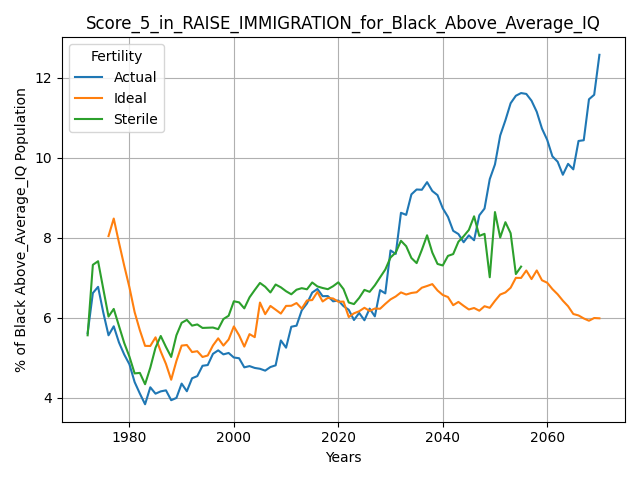 Score_5_in_RAISE_IMMIGRATION_for_Black_Above_Average_IQ
Fertility
Actual
Ideal
Sterile
% of Black Above_Average_IQ Population
12
10
8
6
4
1980
2000
2020
2040
2060
Years